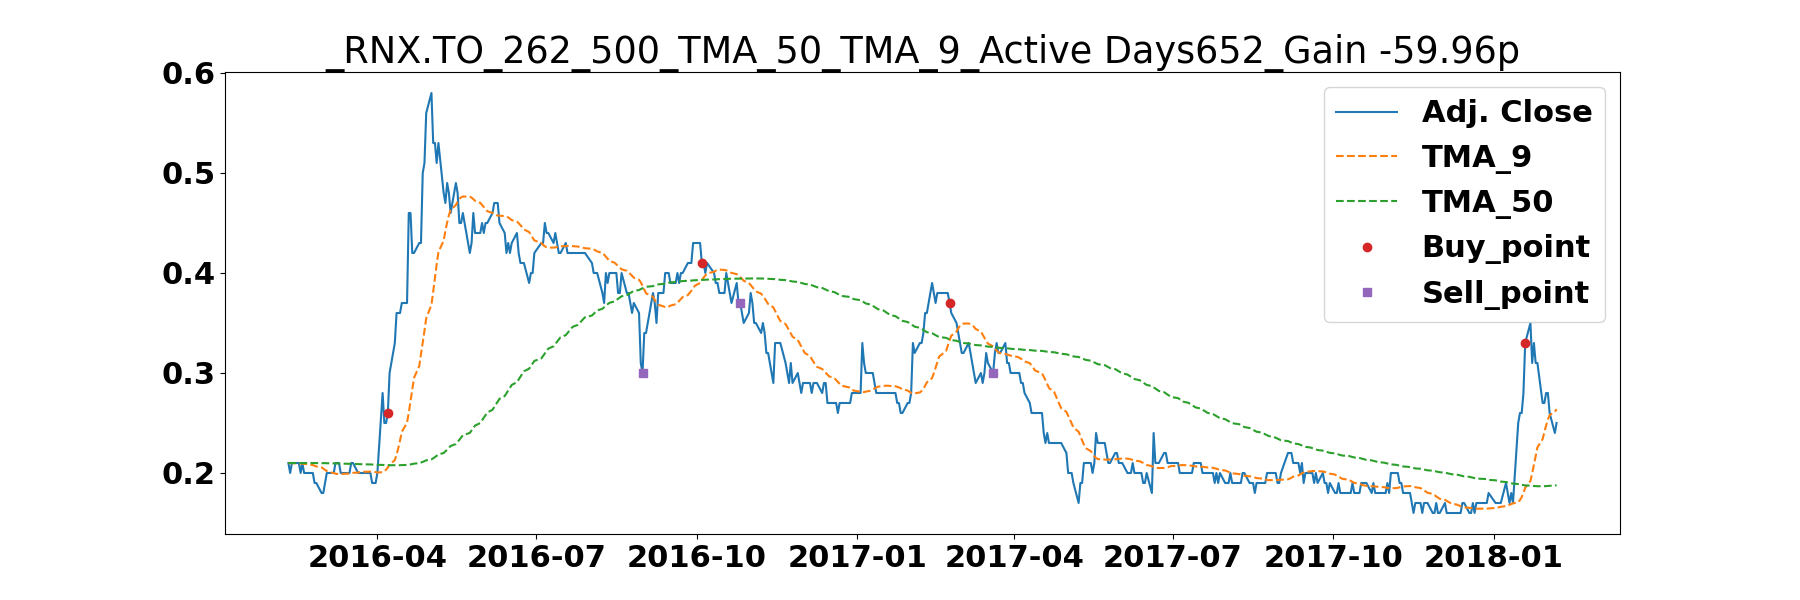 _RNX.TO_262_500_TMA_50_TMA_9_Active Days652_Gain -59.96p
0.6
0.5
0.4
0.3
0.2
Adj. Close
TMA_9
TMA_50
Buy_point
Sell_point
2016-04 2016-07 2016-10 2017-01 2017-04 2017-07 2017-10 2018-01